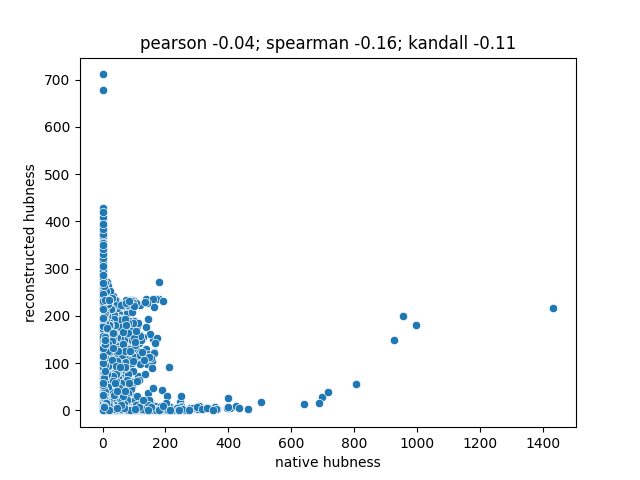 pearson -0.04; spearman -0.16; kandall -0.11
700
600
500
400
300
200
100
0
reconstructed hubness
0 200 400 600 800 1000 1200 1400
native hubness